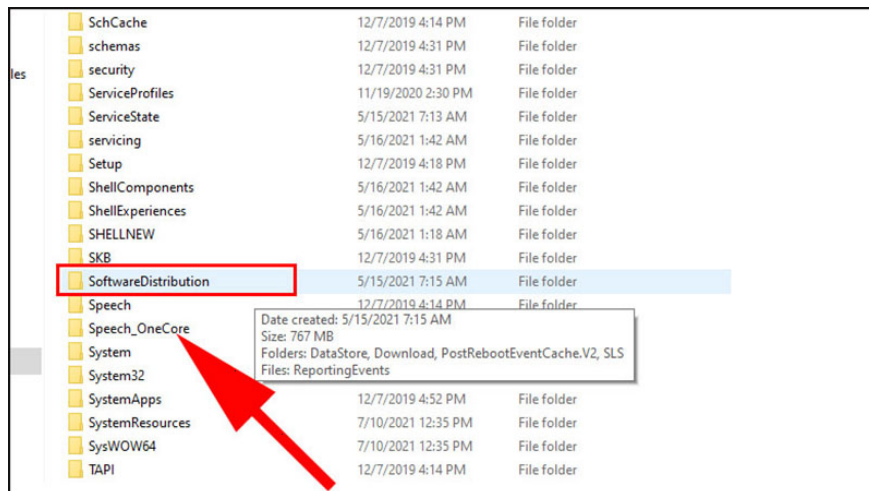 SchCache 12/7/2019 4:14 PM File folder
schemas 12/7/2019 4:31 PM File folder
les
security 12/7/2019 4:31 PM File folder
ServiceProfiles 11/19/2020 2:30 PM File folder
ServiceState 5/15/2021 7:13 AM File folder
servicing 5/16/2021 1:42 AM File folder
Setup 12/7/2019 4:18 PM File folder
ShellComponents 5/16/2021 1:42 AM File folder
ShellExperiences 5/16/2021 1:42 AM File folder
SHELLNEW 5/16/2021 1:18 AM File folder
SKB 12/7/2019 4:31 PM File folder
SoftwareDistribution 5/15/2021 7:15 AM File folder
Speech 12/7/2019 4:14 PM File folder
Speech_OneCore
Date created: 5/15/2021 7:15 AM
Size: 767 MB
Folders: DataStore, Download, PostRebootEventCache.V2, SLS
Files: ReportingEvents
System
System32
SystemApps 12/7/2019 4:52 PM File folder
SystemResources 7/10/2021 12:35 PM File folder
SysWOW64 7/10/2021 12:35 PM File folder
TAPI 12/7/2019 4:14 PM File folder